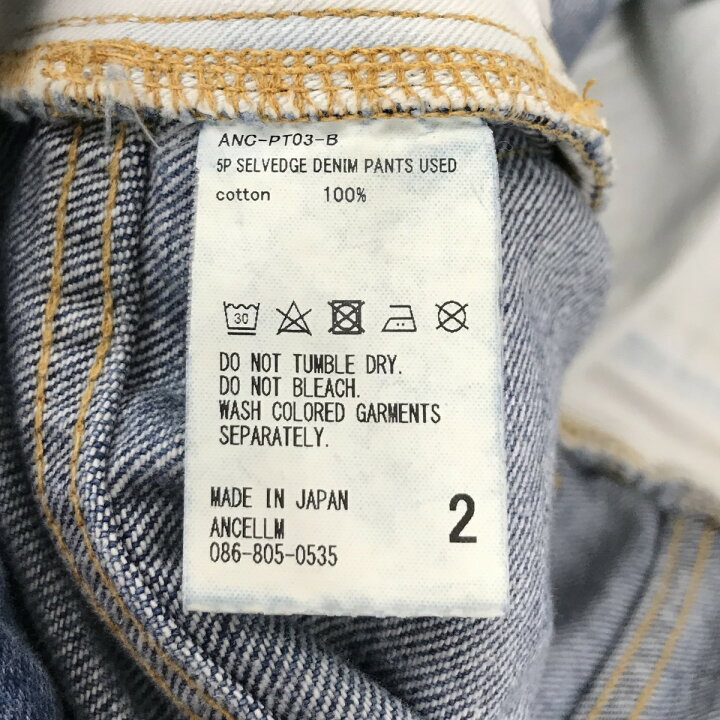 ANC-PT03-B
5P SELVEDGE DENIM PANTS USED
cotton 100%
30
DO NOT TUMBLE DRY.
DO NOT BLEACH.
WASH COLORED GARMENTS
SEPARATELY.
MADE IN JAPAN
ANCELLM
086-805-0535
2